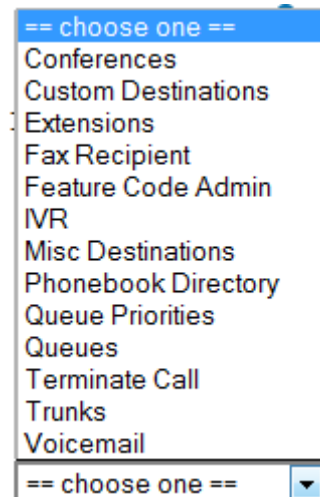 == choose one ==
Conferences
Custom Destinations
Extensions
Fax Recipient
Feature Code Admin
IVR
Misc Destinations
Phonebook Directory
Queue Priorities
Queues
Terminate Call
Trunks
Voicemail
== choose one ==